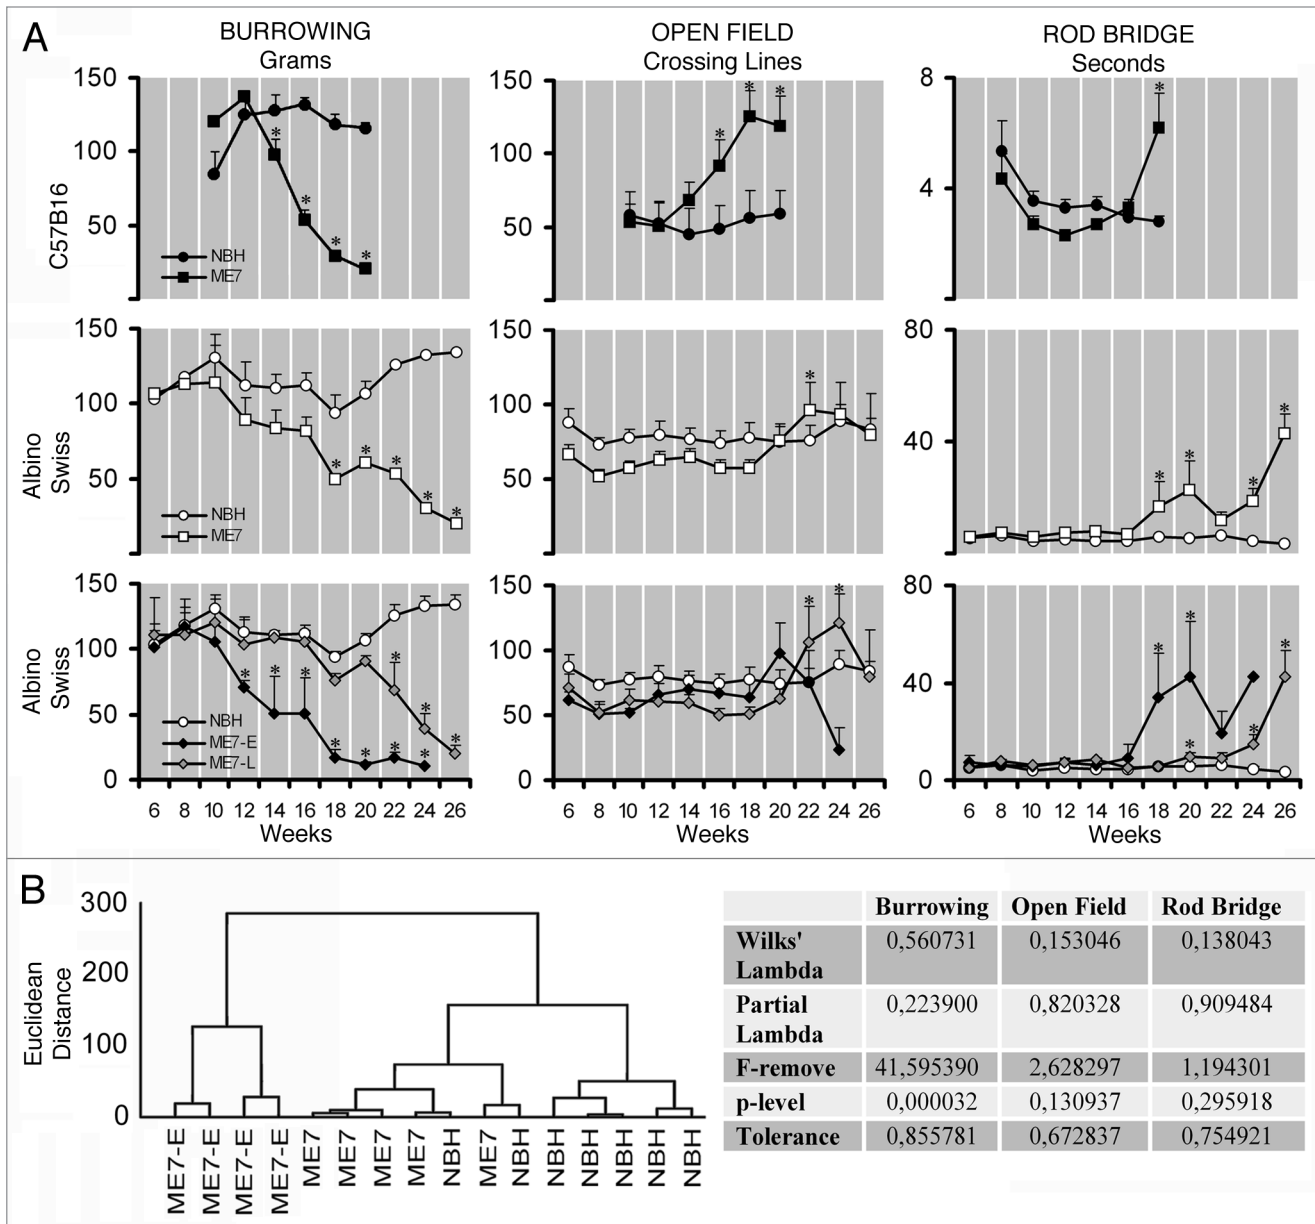 A
BURROWING
Grams
OPEN FIELD
Crossing Lines
ROD BRIDGE
Seconds
C57B16
150
100
50
NBH
ME7
150
100
50
8
4
Albino
Swiss
150
100
50
NBH
ME7
150
100
50
80
40
Albino
Swiss
150
100
50
0
NBH
ME7-E
ME7-L
6 8 10 12 14 16 18 20 22 24 26
Weeks
150
100
50
0
6 8 10 12 14 16 18 20 22 24 26
Weeks
80
40
0
6 8 10 12 14 16 18 20 22 24 26
Weeks
B
Euclidean
Distance
300
200
100
0
ME7-E ME7-E ME7-E ME7-E ME7 ME7 ME7 ME7 NBH ME7 NBH NBH NBH NBH NBH NBH
Burrowing Open Field Rod Bridge
Wilks' Lambda 0,560731 0,153046 0,138043
Partial Lambda 0,223900 0,820328 0,909484
F-remove 41,595390 2,628297 1,194301
p-level 0,000032 0,130937 0,295918
Tolerance 0,855781 0,672837 0,754921